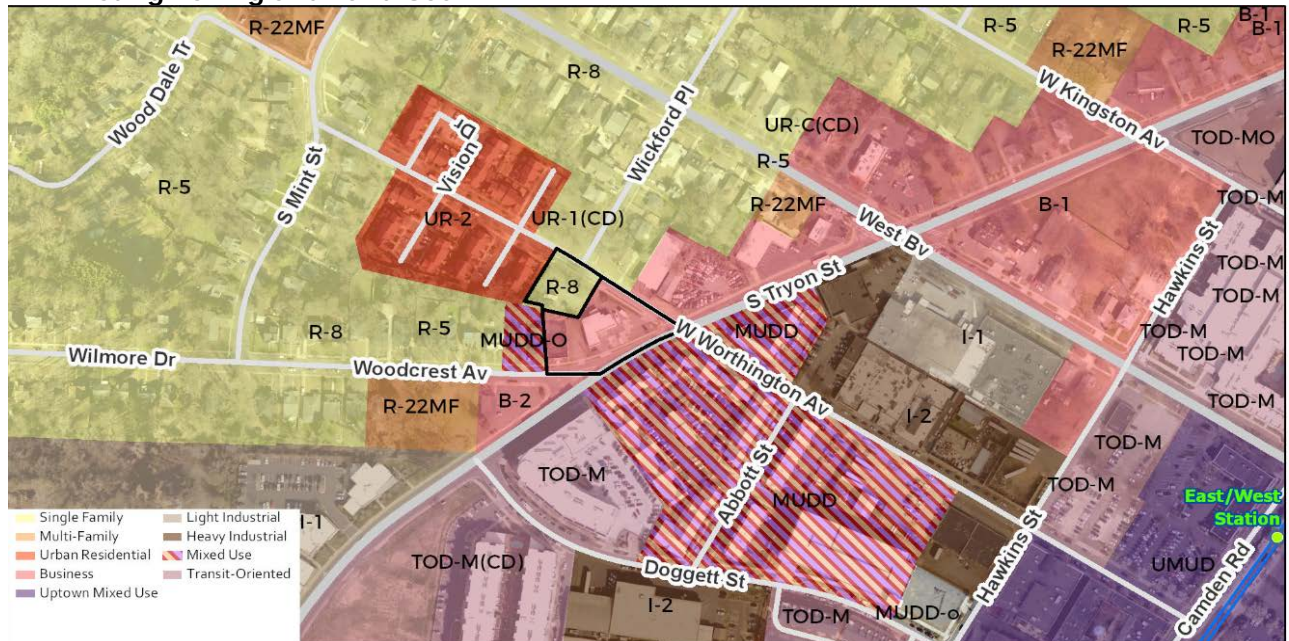 R-22MF
R-5
B-1
B-1
R-22MF
R-5
Wood Dale Tr
R-8
Wickford Pl
W Kingston Av
UR-C(CD)
TOD-MO
R-5
S Mint St
Vision Dr
R-5
TOD-M
R-22MF
B-1
UR-2
UR-1(CD)
West Bv
Hawkins St
TOD-M
R-8
S Tryon St
TOD-M
R-8
R-5
MUDD-O
MUDD
I-1
TOD-M
TOD-M
Wilmore Dr
Woodcrest Av
W Worthington Av
TOD-M
R-22MF
B-2
I-2
TOD-M
TOD-M
Abbott St
MUDD
TOD-M
East/West
Station
Single Family
Multi-Family
Urban Residential
Business
Uptown Mixed Use
Light Industrial
Heavy Industrial
Mixed Use
Transit-Oriented
I-1
TOD-M(CD)
Doggett St
Hawkins St
UMUD
Camden Rd
I-2
TOD-M
MUDD-o